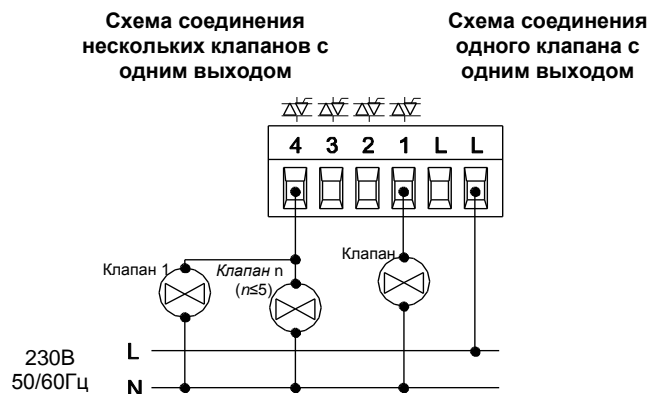 Схема соединения
нескольких клапанов с
одним выходом
Схема соединения
одного клапана с
одним выходом
4 3 2 1 L L
Клапан 1
Клапан n
(n≤5)
Клапан
230В
50/60Гц
L
N